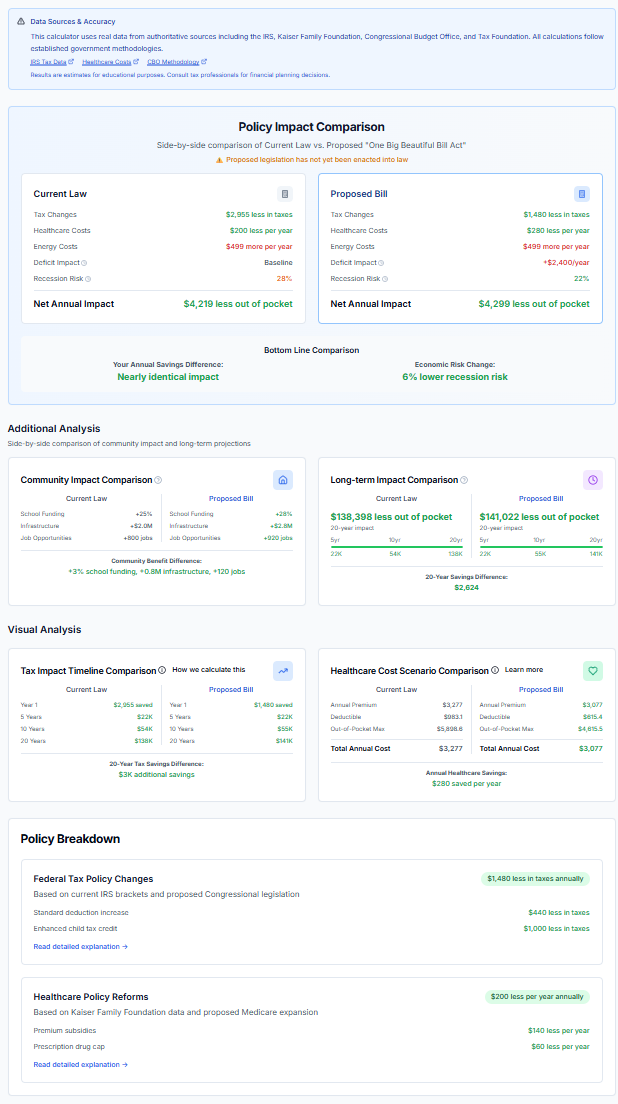 Data Sources & Accuracy
This calculator uses real data from authoritative sources including the IRS, Kaiser Family Foundation, Congressional Budget Office, and Tax Foundation. All calculations follow
established government methodologies.
IRS Tax Data Healthcare Costs CBO Methodology
Results are estimates for educational purposes. Consult tax professionals for financial planning decisions.
Policy Impact Comparison
Side-by-side comparison of Current Law vs. Proposed "One Big Beautiful Bill Act"
Proposed legislation has not yet been enacted into law
Current Law
Tax Changes $2,955 less in taxes
Healthcare Costs $200 less per year
Energy Costs $499 more per year
Deficit Impact Baseline
Recession Risk 28%
Net Annual Impact $4,219 less out of pocket
Proposed Bill
Tax Changes $1,480 less in taxes
Healthcare Costs $280 less per year
Energy Costs $499 more per year
Deficit Impact +$2,400/year
Recession Risk 22%
Net Annual Impact $4,299 less out of pocket
Bottom Line Comparison
Your Annual Savings Difference:
Nearly identical impact
Economic Risk Change:
6% lower recession risk
Additional Analysis
Side-by-side comparison of community impact and long-term projections
Community Impact Comparison
Current Law Proposed Bill
School Funding +25% School Funding +28%
Infrastructure +$2.0M Infrastructure +$2.8M
Job Opportunities +800 jobs Job Opportunities +920 jobs
Community Benefit Difference:
+3% school funding, +0.8M infrastructure, +120 jobs
Long-term Impact Comparison
Current Law Proposed Bill
$138,398 less out of pocket $141,022 less out of pocket
20-year impact 20-year impact
5yr 10yr 20yr 5yr 10yr 20yr
22K 54K 138K 22K 55K 141K
20-Year Savings Difference:
$2,624
Visual Analysis
Tax Impact Timeline Comparison How we calculate this
Current Law Proposed Bill
Year 1 $2,955 saved Year 1 $1,480 saved
5 Years $22K 5 Years $22K
10 Years $54K 10 Years $55K
20 Years $138K 20 Years $141K
20-Year Tax Savings Difference:
$3K additional savings
Healthcare Cost Scenario Comparison Learn more
Current Law Proposed Bill
Annual Premium $3,277 Annual Premium $3,077
Deductible $983.1 Deductible $615.4
Out-of-Pocket Max $5,898.6 Out-of-Pocket Max $4,615.5
Total Annual Cost $3,277 Total Annual Cost $3,077
Annual Healthcare Savings:
$280 saved per year
Policy Breakdown
Federal Tax Policy Changes $1,480 less in taxes annually
Based on current IRS brackets and proposed Congressional legislation
Standard deduction increase $440 less in taxes
Enhanced child tax credit $1,000 less in taxes
Read detailed explanation →
Healthcare Policy Reforms $200 less per year annually
Based on Kaiser Family Foundation data and proposed Medicare expansion
Premium subsidies $140 less per year
Prescription drug cap $60 less per year
Read detailed explanation →